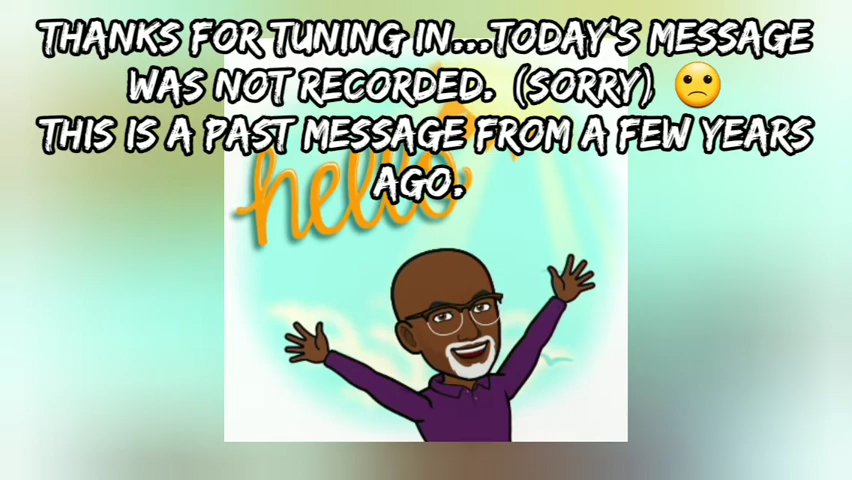 THANKS FOR TUNING IN...TODAY'S MESSAGE
WAS NOT RECORDED. (SORRY) 😕
THIS IS A PAST MESSAGE FROM A FEW YEARS
AGO.
hello